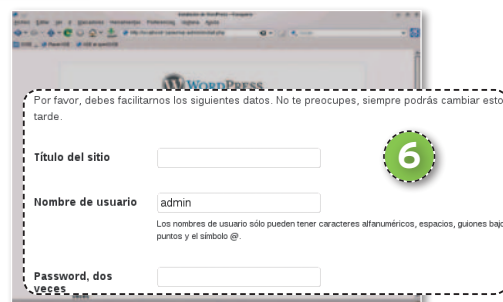 WORDPRESS
Por favor, debes facilitarnos los siguientes datos. No te preocupes, siempre podrás cambiar esto
tarde.
6
Título del sitio
Nombre de usuario
admin
Los nombres de usuario sólo pueden tener caracteres alfanuméricos, espacios, guiones bajo
puntos y el símbolo @.
Password, dos
veces